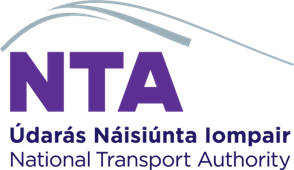 NTA
Údarás Náisiúnta Iompair
National Transport Authority